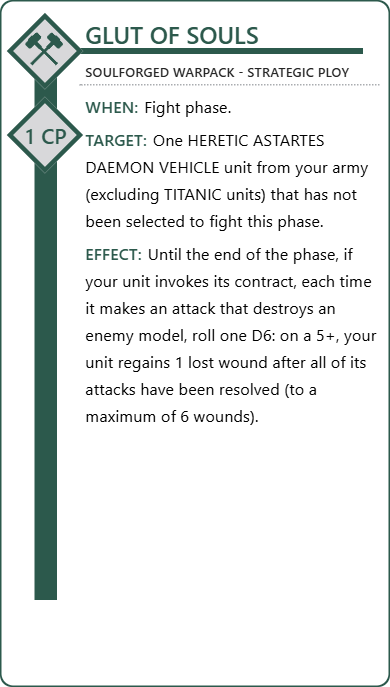 GLUT OF SOULS
SOULFORGED WARPACK - STRATEGIC PLOY
1 CP
WHEN: Fight phase.
TARGET: One HERETIC ASTARTES
DAEMON VEHICLE unit from your army
(excluding TITANIC units) that has not
been selected to fight this phase.
EFFECT: Until the end of the phase, if
your unit invokes its contract, each time
it makes an attack that destroys an
enemy model, roll one D6: on a 5+, your
unit regains 1 lost wound after all of its
attacks have been resolved (to a
maximum of 6 wounds).